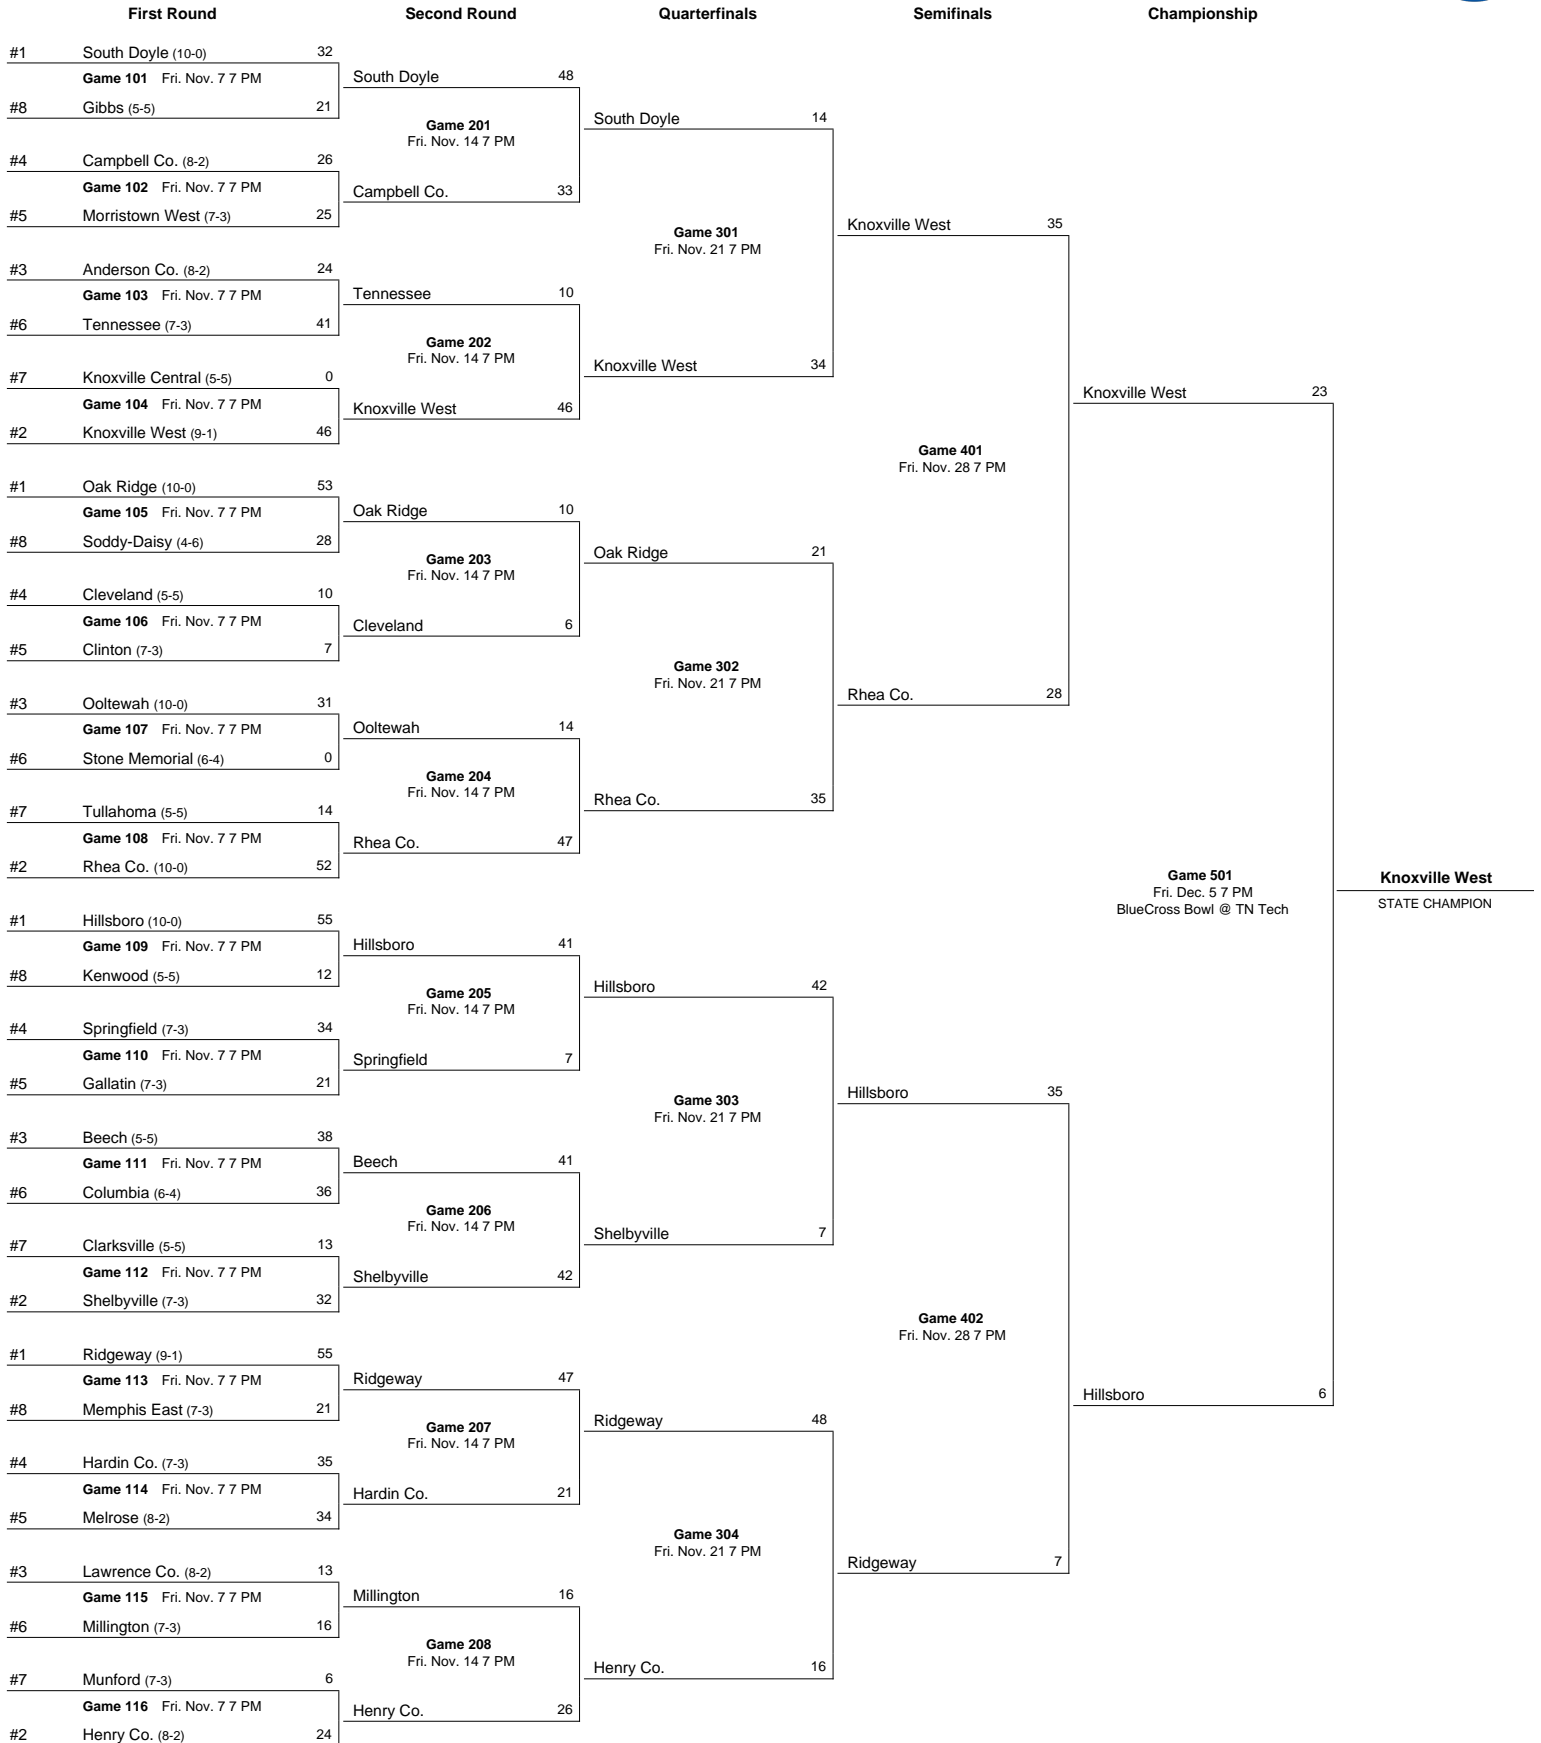 First Round Second Round Quarterfinals Semifinals Championship
#1 South Doyle (10-0) 32
Game 101 Fri. Nov. 7 7 PM
#8 Gibbs (5-5) 21
#4 Campbell Co. (8-2) 26
Game 102 Fri. Nov. 7 7 PM
#5 Morristown West (7-3) 25
#3 Anderson Co. (8-2) 24
Game 103 Fri. Nov. 7 7 PM
#6 Tennessee (7-3) 41
#7 Knoxville Central (5-5) 0
Game 104 Fri. Nov. 7 7 PM
#2 Knoxville West (9-1) 46
#1 Oak Ridge (10-0) 53
Game 105 Fri. Nov. 7 7 PM
#8 Soddy-Daisy (4-6) 28
#4 Cleveland (5-5) 10
Game 106 Fri. Nov. 7 7 PM
#5 Clinton (7-3) 7
#3 Ooltewah (10-0) 31
Game 107 Fri. Nov. 7 7 PM
#6 Stone Memorial (6-4) 0
#7 Tullahoma (5-5) 14
Game 108 Fri. Nov. 7 7 PM
#2 Rhea Co. (10-0) 52
#1 Hillsboro (10-0) 55
Game 109 Fri. Nov. 7 7 PM
#8 Kenwood (5-5) 12
#4 Springfield (7-3) 34
Game 110 Fri. Nov. 7 7 PM
#5 Gallatin (7-3) 21
#3 Beech (5-5) 38
Game 111 Fri. Nov. 7 7 PM
#6 Columbia (6-4) 36
#7 Clarksville (5-5) 13
Game 112 Fri. Nov. 7 7 PM
#2 Shelbyville (7-3) 32
#1 Ridgeway (9-1) 55
Game 113 Fri. Nov. 7 7 PM
#8 Memphis East (7-3) 21
#4 Hardin Co. (7-3) 35
Game 114 Fri. Nov. 7 7 PM
#5 Melrose (8-2) 34
#3 Lawrence Co. (8-2) 13
Game 115 Fri. Nov. 7 7 PM
#6 Millington (7-3) 16
#7 Munford (7-3) 6
Game 116 Fri. Nov. 7 7 PM
#2 Henry Co. (8-2) 24
South Doyle 48
Game 201
Fri. Nov. 14 7 PM
Campbell Co. 33
Tennessee 10
Game 202
Fri. Nov. 14 7 PM
Knoxville West 46
Oak Ridge 10
Game 203
Fri. Nov. 14 7 PM
Cleveland 6
Ooltewah 14
Game 204
Fri. Nov. 14 7 PM
Rhea Co. 47
Hillsboro 41
Game 205
Fri. Nov. 14 7 PM
Springfield 7
Beech 41
Game 206
Fri. Nov. 14 7 PM
Shelbyville 42
Ridgeway 47
Game 207
Fri. Nov. 14 7 PM
Hardin Co. 21
Millington 16
Game 208
Fri. Nov. 14 7 PM
Henry Co. 26
South Doyle 14
Game 301
Fri. Nov. 21 7 PM
Knoxville West 34
Oak Ridge 21
Game 302
Fri. Nov. 21 7 PM
Rhea Co. 35
Hillsboro 42
Game 303
Fri. Nov. 21 7 PM
Shelbyville 7
Ridgeway 48
Game 304
Fri. Nov. 21 7 PM
Henry Co. 16
Knoxville West 35
Game 401
Fri. Nov. 28 7 PM
Rhea Co. 28
Hillsboro 35
Game 402
Fri. Nov. 28 7 PM
Ridgeway 7
Knoxville West 23
Game 501
Fri. Dec. 5 7 PM
BlueCross Bowl @ TN Tech
Hillsboro 6
Knoxville West
STATE CHAMPION